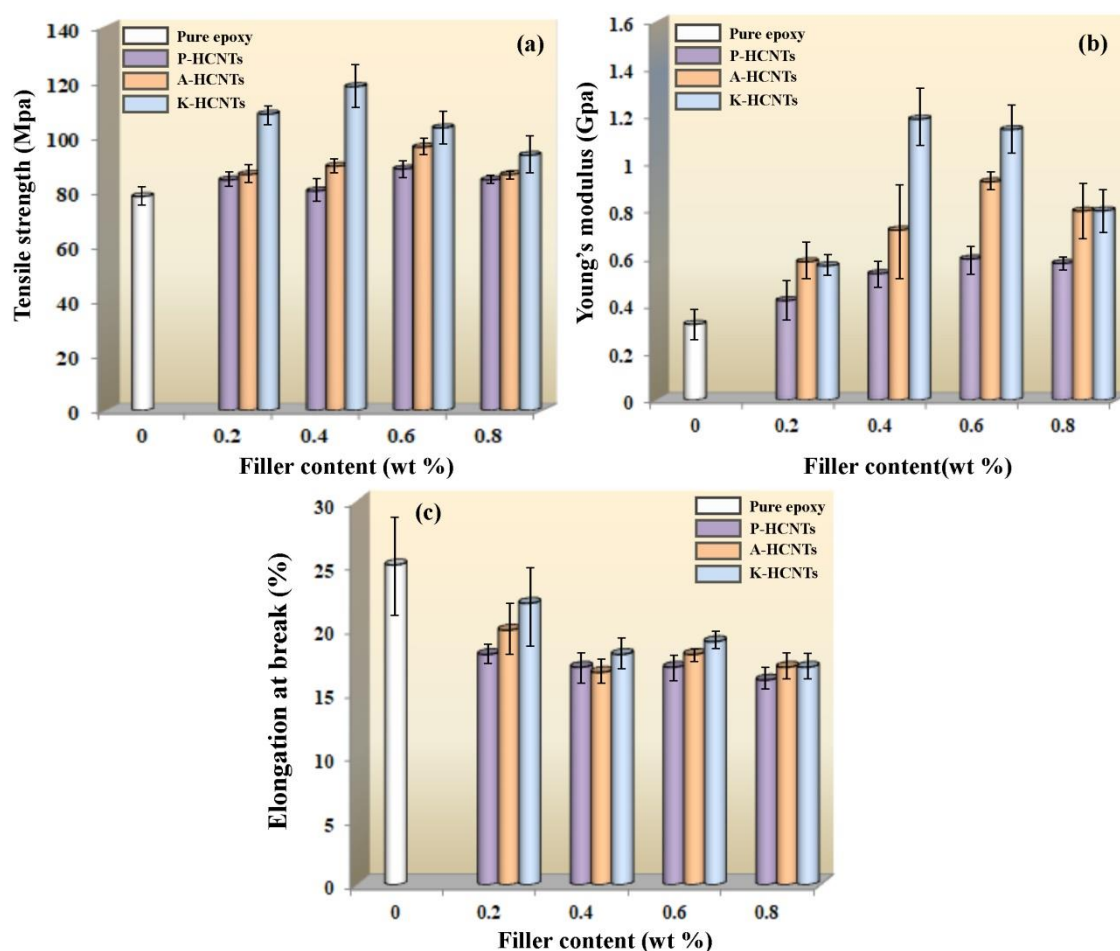 (a)
Pure epoxy
P-HCNTs
A-HCNTs
K-HCNTs
Tensile strength (Mpa)
140
120
100
80
60
40
20
0
0 0.2 0.4 0.6 0.8
Filler content (wt %)
(b)
Pure epoxy
P-HCNTs
A-HCNTs
K-HCNTs
Young's modulus (Gpa)
1.6
1.4
1.2
1
0.8
0.6
0.4
0.2
0
0 0.2 0.4 0.6 0.8
Filler content(wt %)
(c)
Pure epoxy
P-HCNTs
A-HCNTs
K-HCNTs
Elongation at break (%)
30
25
20
15
10
5
0
0 0.2 0.4 0.6 0.8
Filler content (wt %)